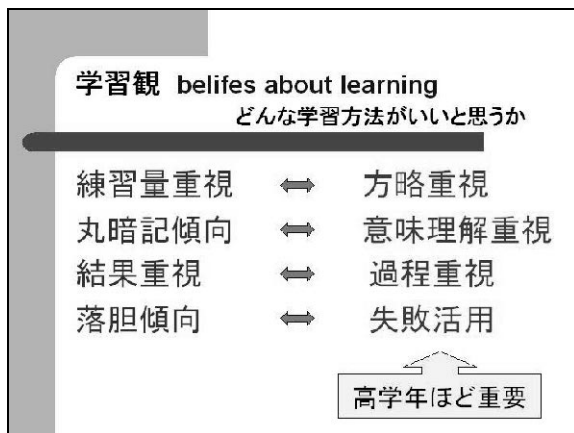 学習観 belifes about learning
どんな学習方法がいいと思うか
練習量重視 ⇔ 方略重視
丸暗記傾向 ⇔ 意味理解重視
結果重視 ⇔ 過程重視
落胆傾向 ⇔ 失敗活用
高学年ほど重要